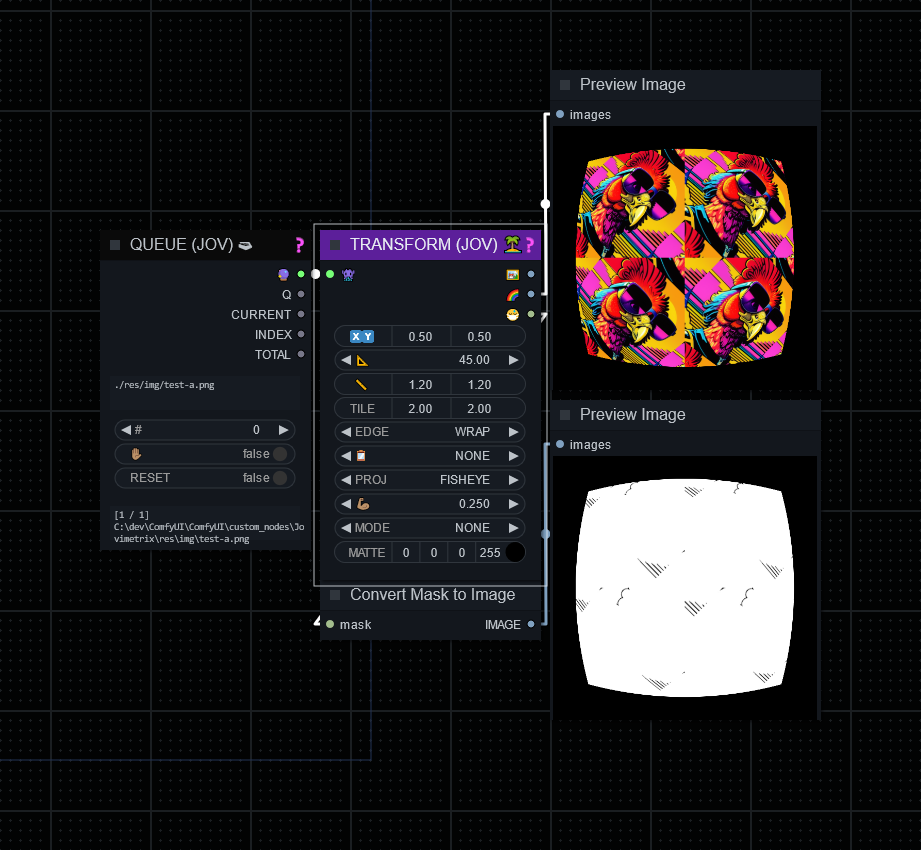 Preview Image
images
QUEUE (JOV)
?
Q
CURRENT
INDEX
TOTAL
./res/img/test-a.png
# 0
false
RESET false
[1 / 1]
C:\dev\ComfyUI\ComfyUI\custom_nodes\Jo
vimetrix\res\img\test-a.png
TRANSFORM (JOV)
?
X Y 0.50 0.50
45.00
1.20 1.20
TILE 2.00 2.00
EDGE WRAP
NONE
PROJ FISHEYE
0.250
MODE NONE
MATTE 0 0 0 255
Convert Mask to Image
mask IMAGE
Preview Image
images